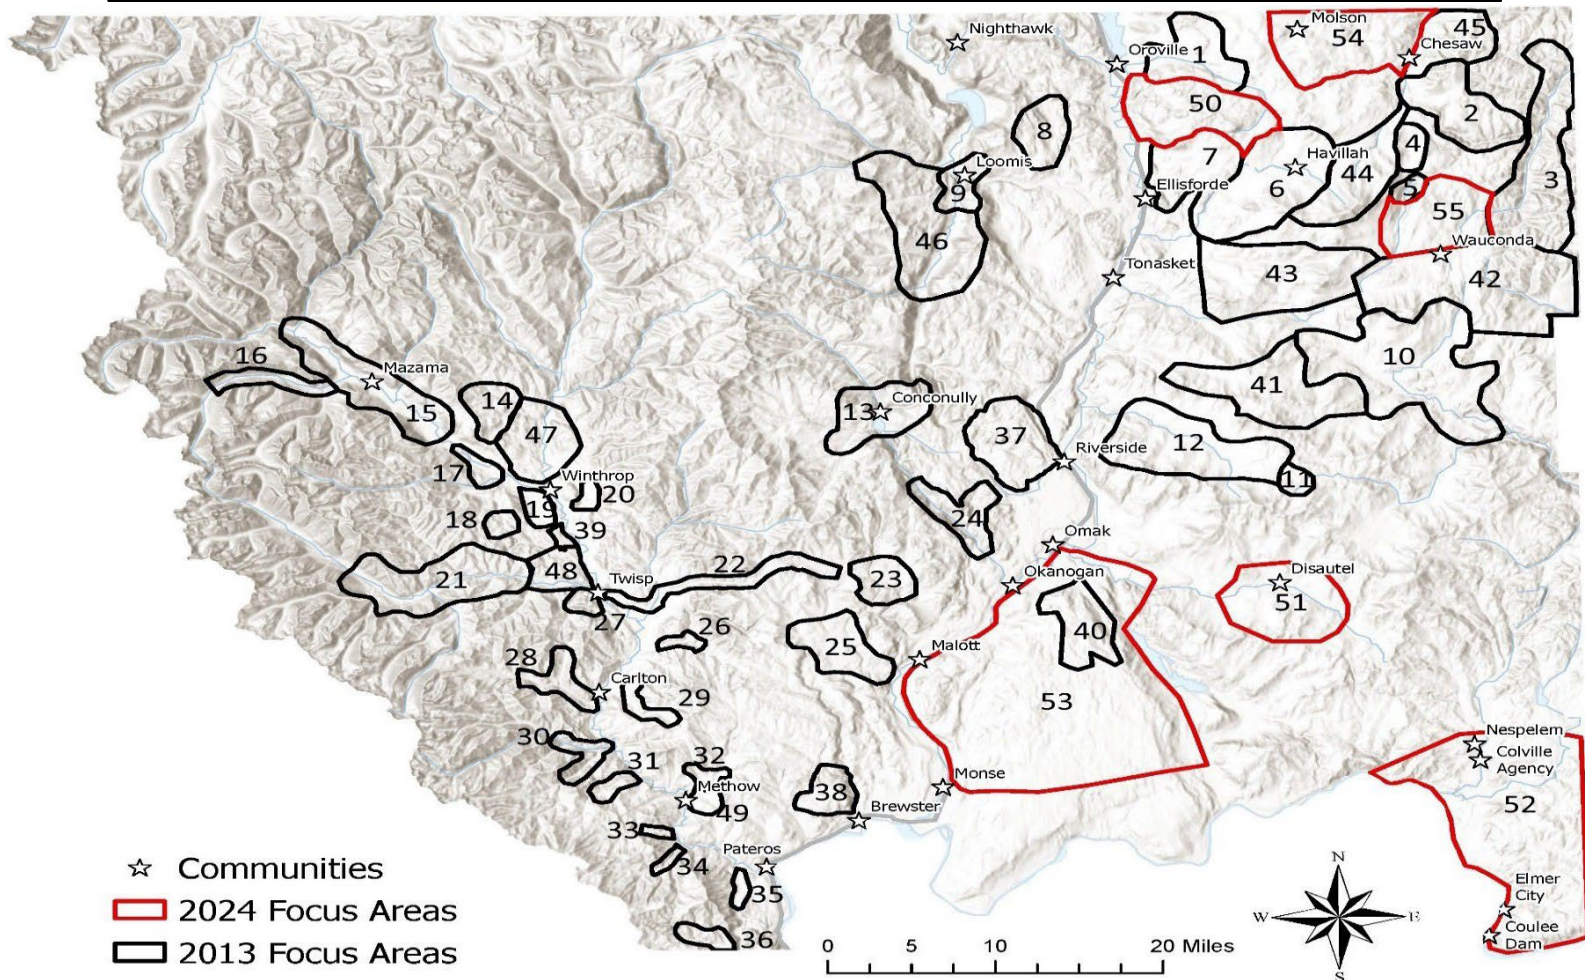 Nighthawk
Molson
54
45
Oroville
1
Chesaw
50
2
8
4
7
Havillah
Loomis
44
3
9
Ellisforde
6
5
55
46
Wauconda
Tonasket
43
42
16
Mazama
10
15
14
41
47
13
Conconully
37
12
Riverside
17
Winthrop
11
20
19
18
24
39
Omak
22
48
21
Twisp
23
Okanogan
Disautel
51
27
26
40
25
Malott
28
Carlton
29
53
30
Nespelem
31
32
Colville
Agency
Methow
38
Monse
49
Brewster
52
33
Pateros
34
35
36
Elmer
City
Coulee
Dam
Communities
2024 Focus Areas
2013 Focus Areas
0 5 10 20 Miles
N
W E
S